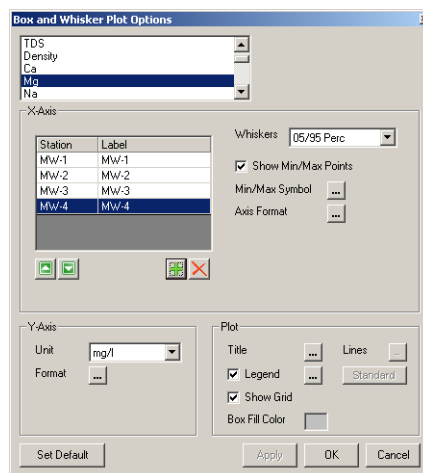 Box and Whisker Plot Options
TDS
Density
Ca
Mg
Na
X-Axis
Station Label
MW-1 MW-1
MW-2 MW-2
MW-3 MW-3
MW-4 MW-4
Whiskers 05/95 Perc
Show Min/Max Points
Min/Max Symbol ...
Axis Format ...
Y-Axis
Unit mg/l
Format ...
Plot
Title ... Lines ...
Legend ... Standard
Show Grid
Box Fill Color
Set Default Apply OK Cancel